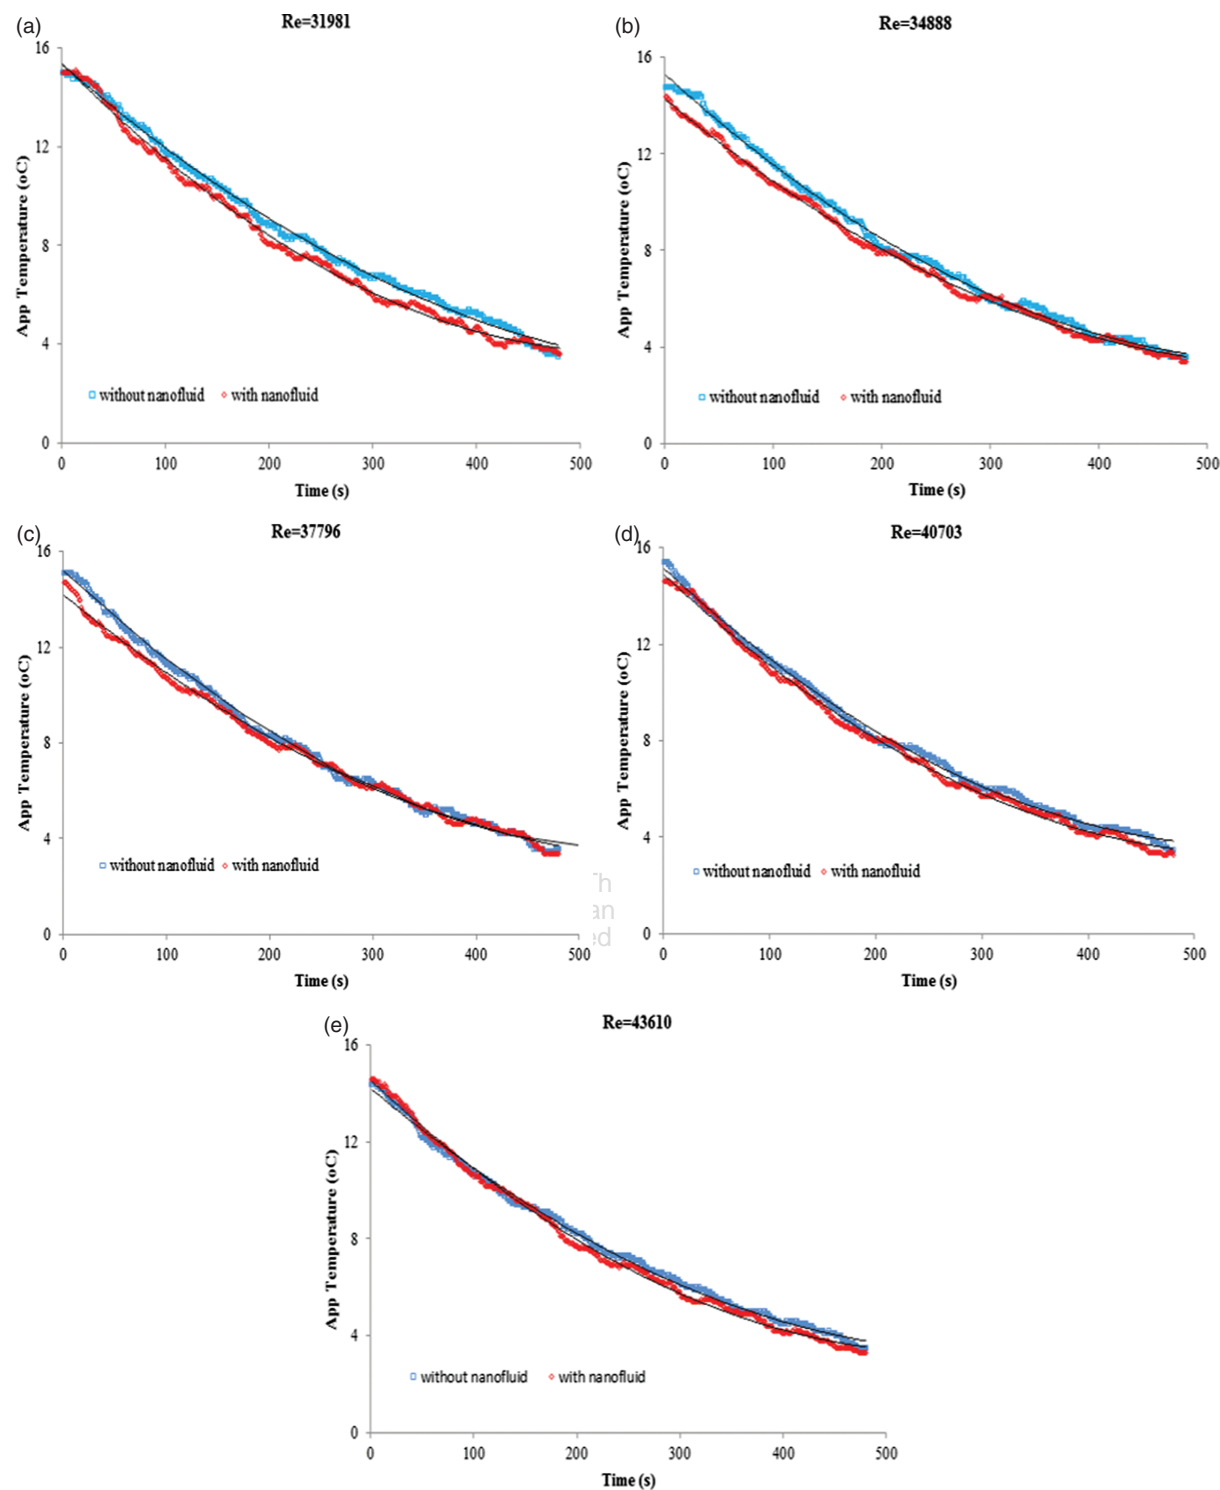 (a)
Re=31981
16
12
8
4
0
App Temperature (oC)
without nanofluid with nanofluid
0 100 200 300 400 500
Time (s)
(b)
Re=34888
16
12
8
4
0
App Temperature (oC)
without nanofluid with nanofluid
0 100 200 300 400 500
Time (s)
(c)
Re=37796
16
12
8
4
0
App Temperature (oC)
without nanofluid with nanofluid
0 100 200 300 400 500
Time (s)
Th
an
ed
(d)
Re=40703
16
12
8
4
0
App Temperature (oC)
without nanofluid with nanofluid
0 100 200 300 400 500
Time (s)
(e)
Re=43610
16
12
8
4
0
App Temperature (oC)
without nanofluid with nanofluid
0 100 200 300 400 500
Time (s)